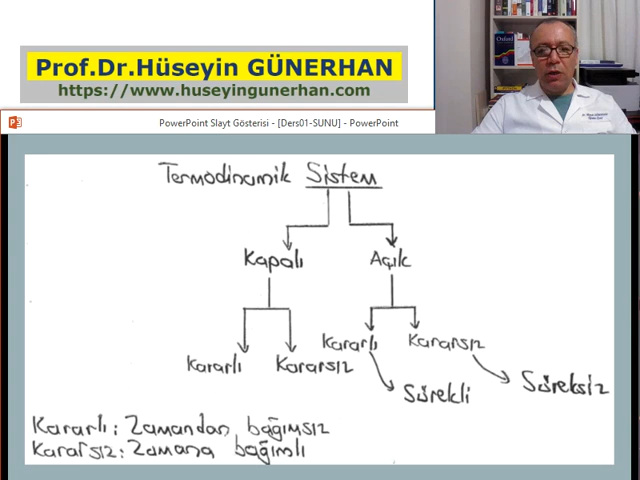 Prof.Dr.Hüseyin GÜNERHAN
https://www.huseyingunerhan.com
Oxford
PowerPoint Slayt Gösterisi - [Ders01-SUNU] - PowerPoint
Termodinamik Sistem
Kapalı Açık
Kararlı Kararsız
Kararlı Kararsız
Sürekli Süreksiz
Kararlı: Zamandan bağımsız
Kararsız: Zamana bağımlı